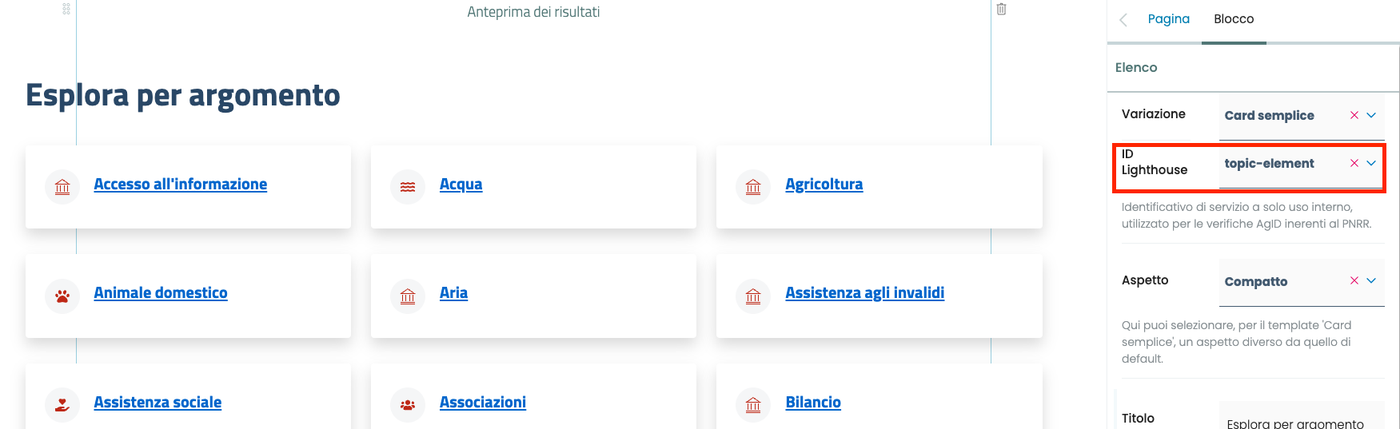 Anteprima dei risultati
Esplora per argomento
Accesso all'informazione
Acqua
Agricoltura
Animale domestico
Aria
Assistenza agli invalidi
Assistenza sociale
Associazioni
Bilancio
Pagina
Blocco
Elenco
Variazione
Card semplice
ID
Lighthouse
topic-element
Identificativo di servizio a solo uso interno,
utilizzato per le verifiche AgID inerenti al PNRR.
Aspetto
Compatto
Qui puoi selezionare, per il template 'Card
semplice', un aspetto diverso da quello di
default.
Titolo
Esplora per argomento